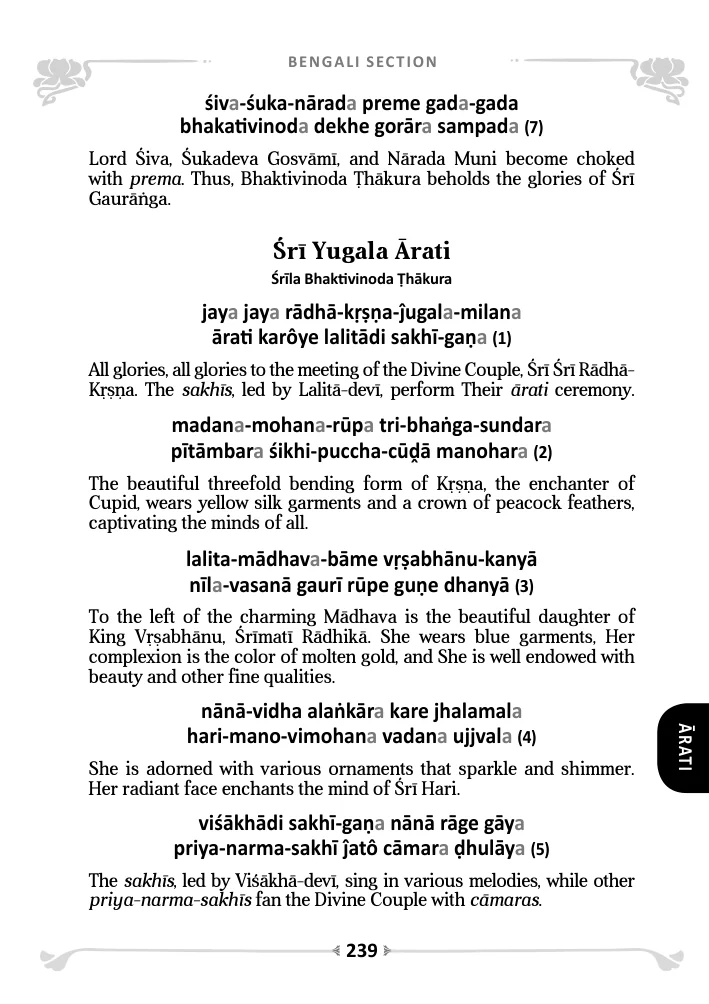 BENGALI SECTION
śiva-śuka-nārada preme gada-gada
bhakativinoda dekhe gorāra sampada (7)
Lord Śiva, Śukadeva Gosvāmī, and Nārada Muni become choked
with prema. Thus, Bhaktivinoda Ṭhākura beholds the glories of Śrī
Gaurāṅga.
Śrī Yugala Ārati
Śrīla Bhaktivinoda Ṭhākura
jaya jaya rādhā-kṛṣṇa-ĵugala-milana
ārati karôye lalitādi sakhī-gaṇa (1)
All glories, all glories to the meeting of the Divine Couple, Śrī Śrī Rādhā-
Kṛṣṇa. The sakhīs, led by Lalitā-devī, perform Their ārati ceremony.
madana-mohana-rūpa tri-bhaṅga-sundara
pītāmbara śikhi-puccha-cūḓā manohara (2)
The beautiful threefold bending form of Kṛṣṇa, the enchanter of
Cupid, wears yellow silk garments and a crown of peacock feathers,
captivating the minds of all.
lalita-mādhava-bāme vṛṣabhānu-kanyā
nīla-vasanā gaurī rūpe guṇe dhanyā (3)
To the left of the charming Mādhava is the beautiful daughter of
King Vṛṣabhānu, Śrīmatī Rādhikā. She wears blue garments, Her
complexion is the color of molten gold, and She is well endowed with
beauty and other fine qualities.
nānā-vidha alaṅkāra kare jhalamala
hari-mano-vimohana vadana ujjvala (4)
She is adorned with various ornaments that sparkle and shimmer.
Her radiant face enchants the mind of Śrī Hari.
ĀRATI
viśākhādi sakhī-gaṇa nānā rāge gāya
priya-narma-sakhī ĵatô cāmara ḍhulāya (5)
The sakhīs, led by Viśākhā-devī, sing in various melodies, while other
priya-narma-sakhīs fan the Divine Couple with cāmaras.
239